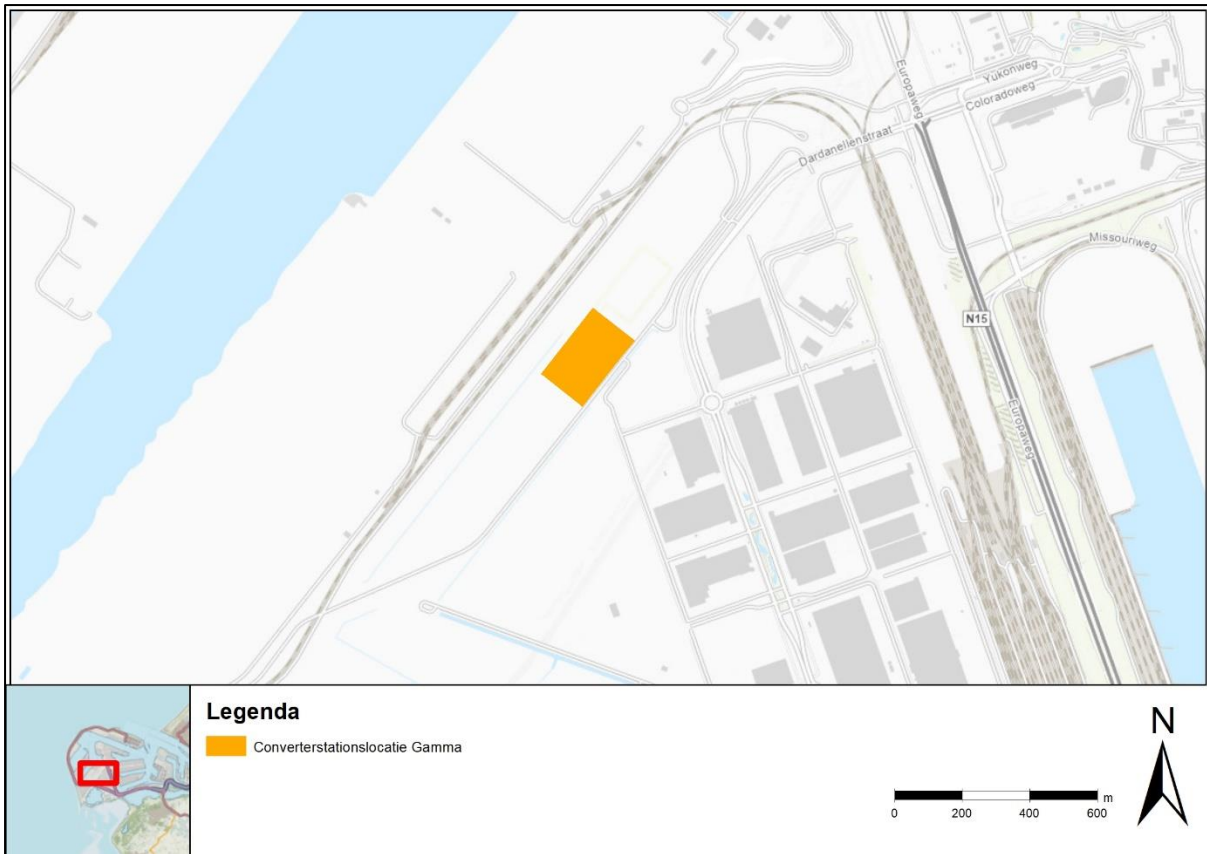 Europaweg
Yukonweg
Coloradoweg
Dardanellenstraat
Missouriweg
N15
Europaweg
Legenda
Converterstationslocatie Gamma
N
m
0 200 400 600